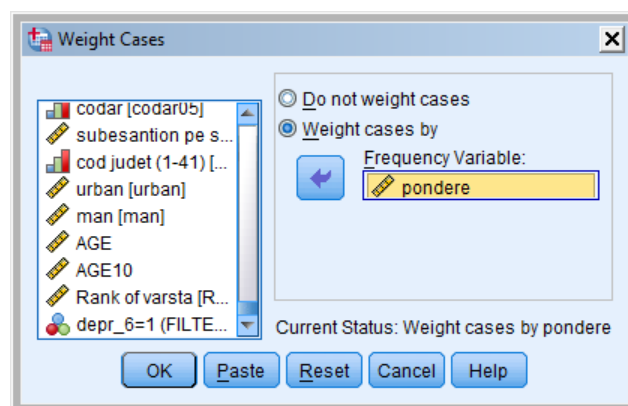 Weight Cases
codar [codar05]
subesantion pe s...
cod judet (1-41) [...
urban [urban]
man [man]
AGE
AGE10
Rank of varsta [R...
depr_6=1 (FILTE...
Do not weight cases
Weight cases by
Frequency Variable:
pondere
Current Status: Weight cases by pondere
OK
Paste
Reset
Cancel
Help